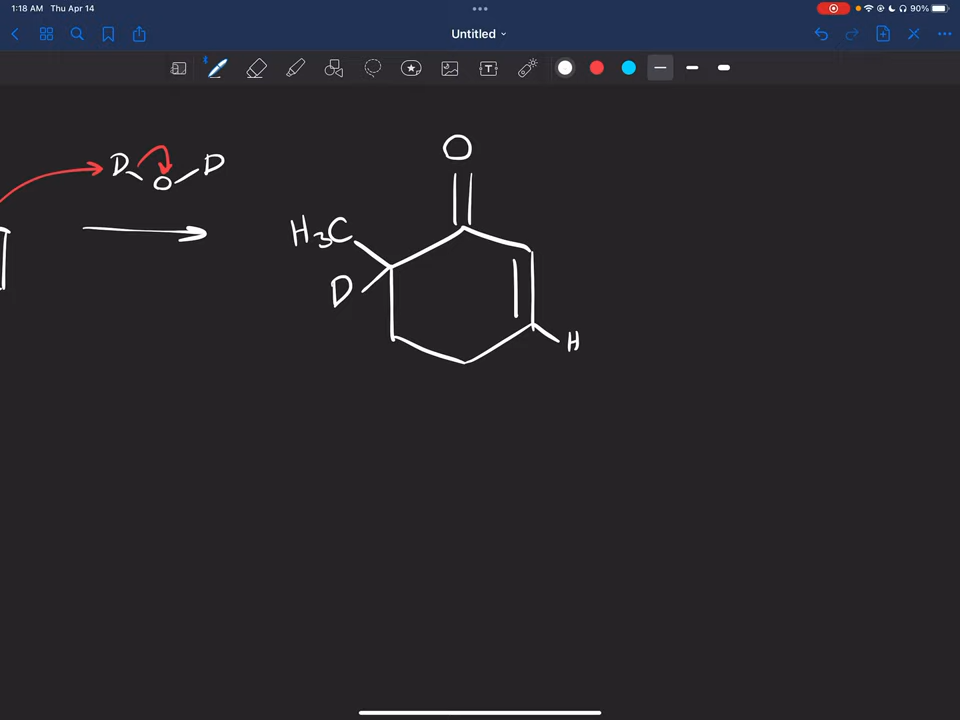 1:18 AM Thu Apr 14
90%
Untitled
T
O
D O D
H₃C
D
H